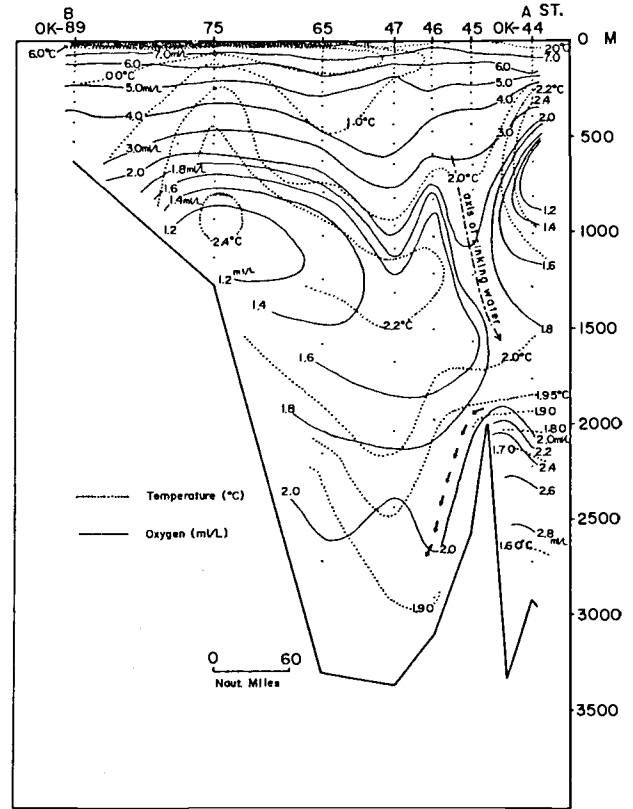 B A ST.
OK-89 75 65 47 46 45 OK-44
0 M
6.0°C 7.0ml/L 20°C
7.0
0.0°C 6.0 6.0
5.0ml/L 5.0 2.2°C
4.0 1.0°C 4.0 2.4
2.0
3.0ml/L 3.0 500
2.0 1.8ml/L 2.0°C
1.6
1.4ml/L 1.2
1.2 1.4 1000
2.4°C axis of sinking water
1.6
1.2ml/L
1.4 2.2°C
1.8 1500
1.6 2.0°C
1.8 1.95°C
1.90
2000
1.80
2.0ml/L
1.70 2.2
2.4
2.0 2.6
Temperature (°C)
Oxygen (ml/L) 2.0 2.8ml/L 2500
1.60°C
1.90
3000
0 60
Naut. Miles
3500